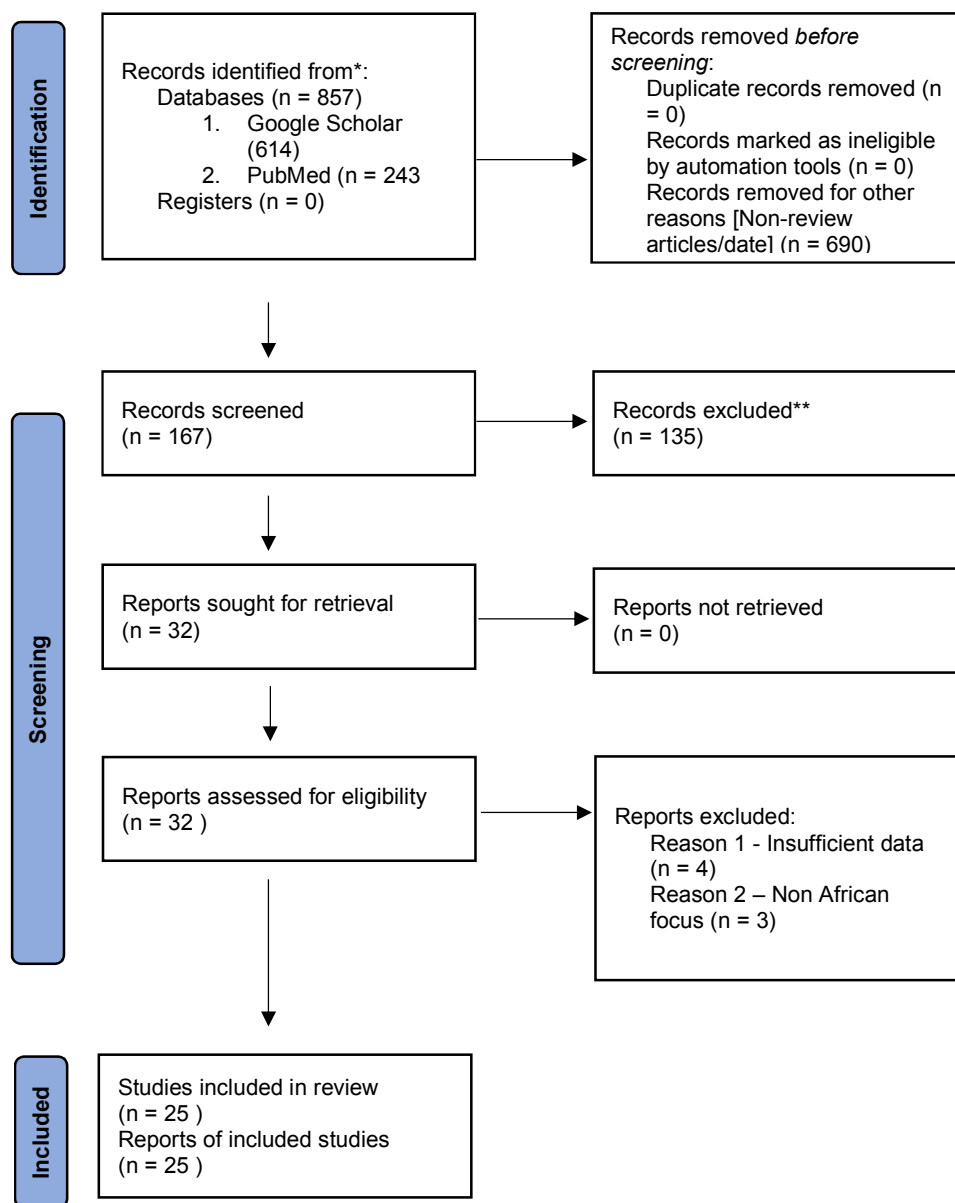 Identification
Records identified from*:
Databases (n = 857)
1. Google Scholar
(614)
2. PubMed (n = 243
Registers (n = 0)
Records removed before
screening:
Duplicate records removed (n
= 0)
Records marked as ineligible
by automation tools (n = 0)
Records removed for other
reasons [Non-review
articles/date] (n = 690)
Screening
Records screened
(n = 167)
Records excluded**
(n = 135)
Reports sought for retrieval
(n = 32)
Reports not retrieved
(n = 0)
Reports assessed for eligibility
(n = 32 )
Reports excluded:
Reason 1 - Insufficient data
(n = 4)
Reason 2 – Non African
focus (n = 3)
Included
Studies included in review
(n = 25 )
Reports of included studies
(n = 25 )